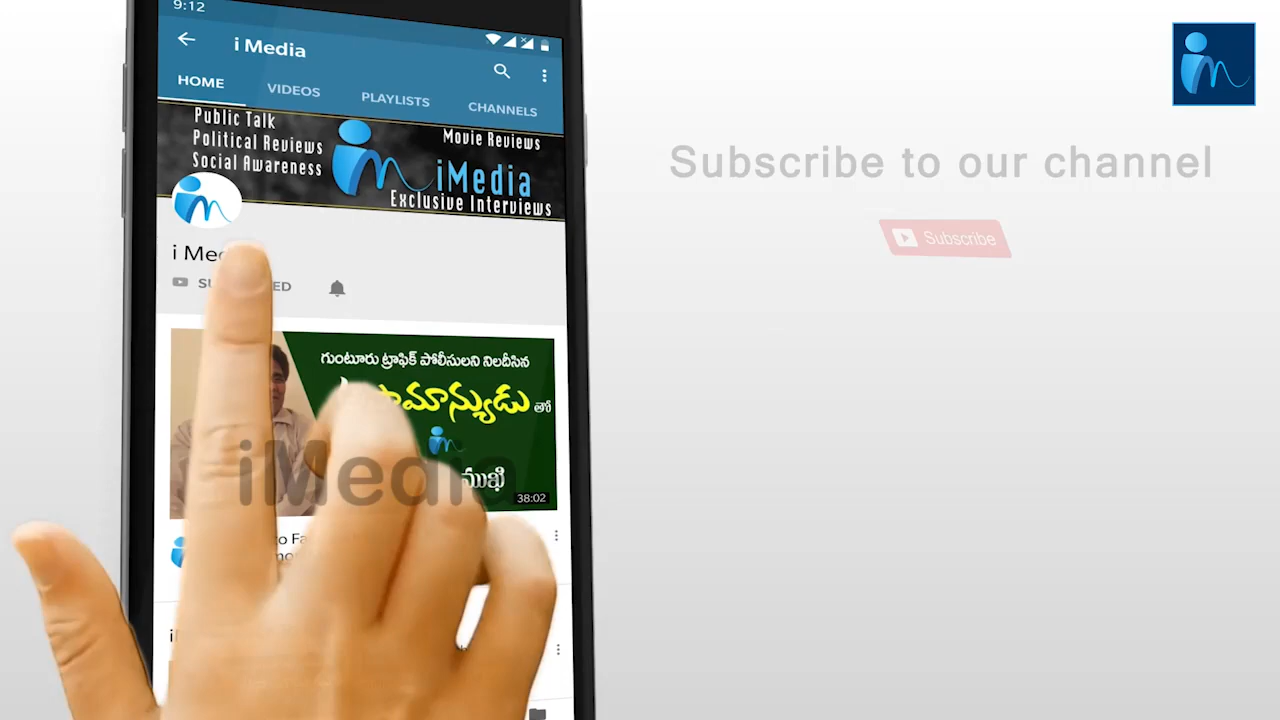 9:12
i Media
HOME
VIDEOS
PLAYLISTS
CHANNELS
Public Talk
Political Reviews
Social Awareness
Movie Reviews
iMedia
Exclusive Interviews
i
గుంటూరు ట్రాఫిక్ పోలీసులని నిలదీసిన
తో
38:02
iMedia
Subscribe to our channel
Subscribe